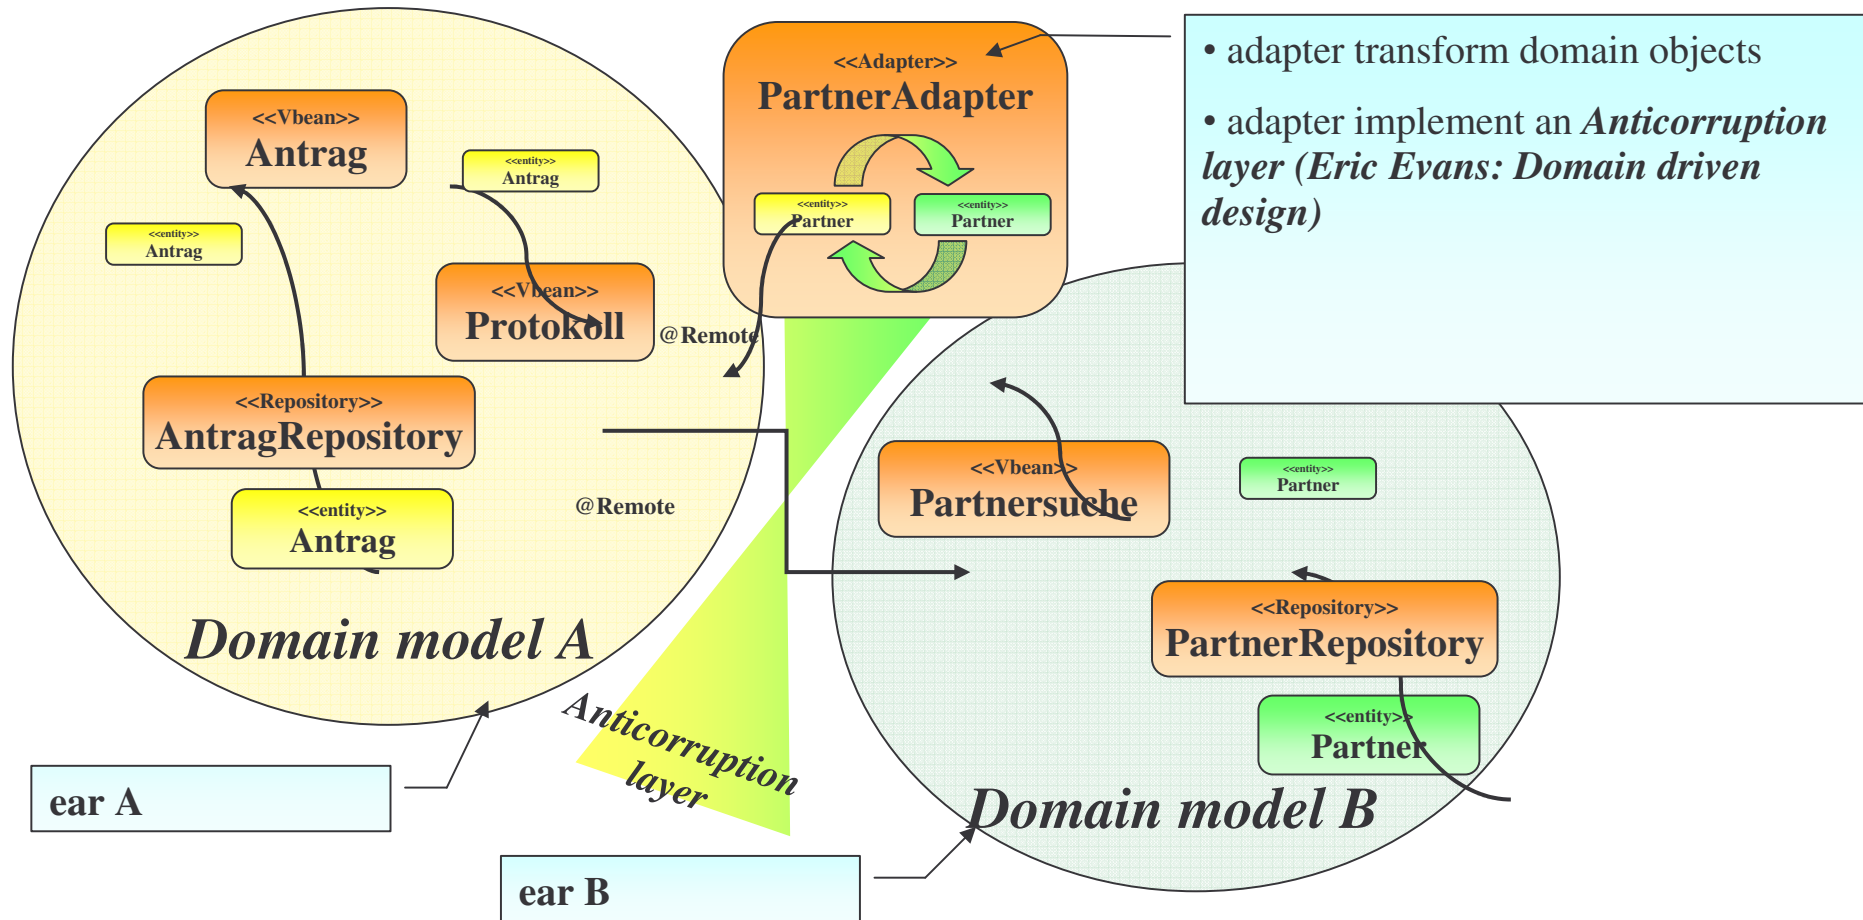 <<Adapter>>
PartnerAdapter
<<entity>>
Partner
<<entity>>
Partner
• adapter transform domain objects
• adapter implement an Anticorruption
layer (Eric Evans: Domain driven
design)
<<Vbean>>
Antrag
<<entity>>
Antrag
<<entity>>
Antrag
<<Vbean>>
Protokoll
@Remote
<<Repository>>
AntragRepository
<<entity>>
Antrag
@Remote
Domain model A
<<Vbean>>
Partnersuche
<<entity>>
Partner
<<Repository>>
PartnerRepository
<<entity>>
Partner
Domain model B
Anticorruption
layer
ear A
ear B